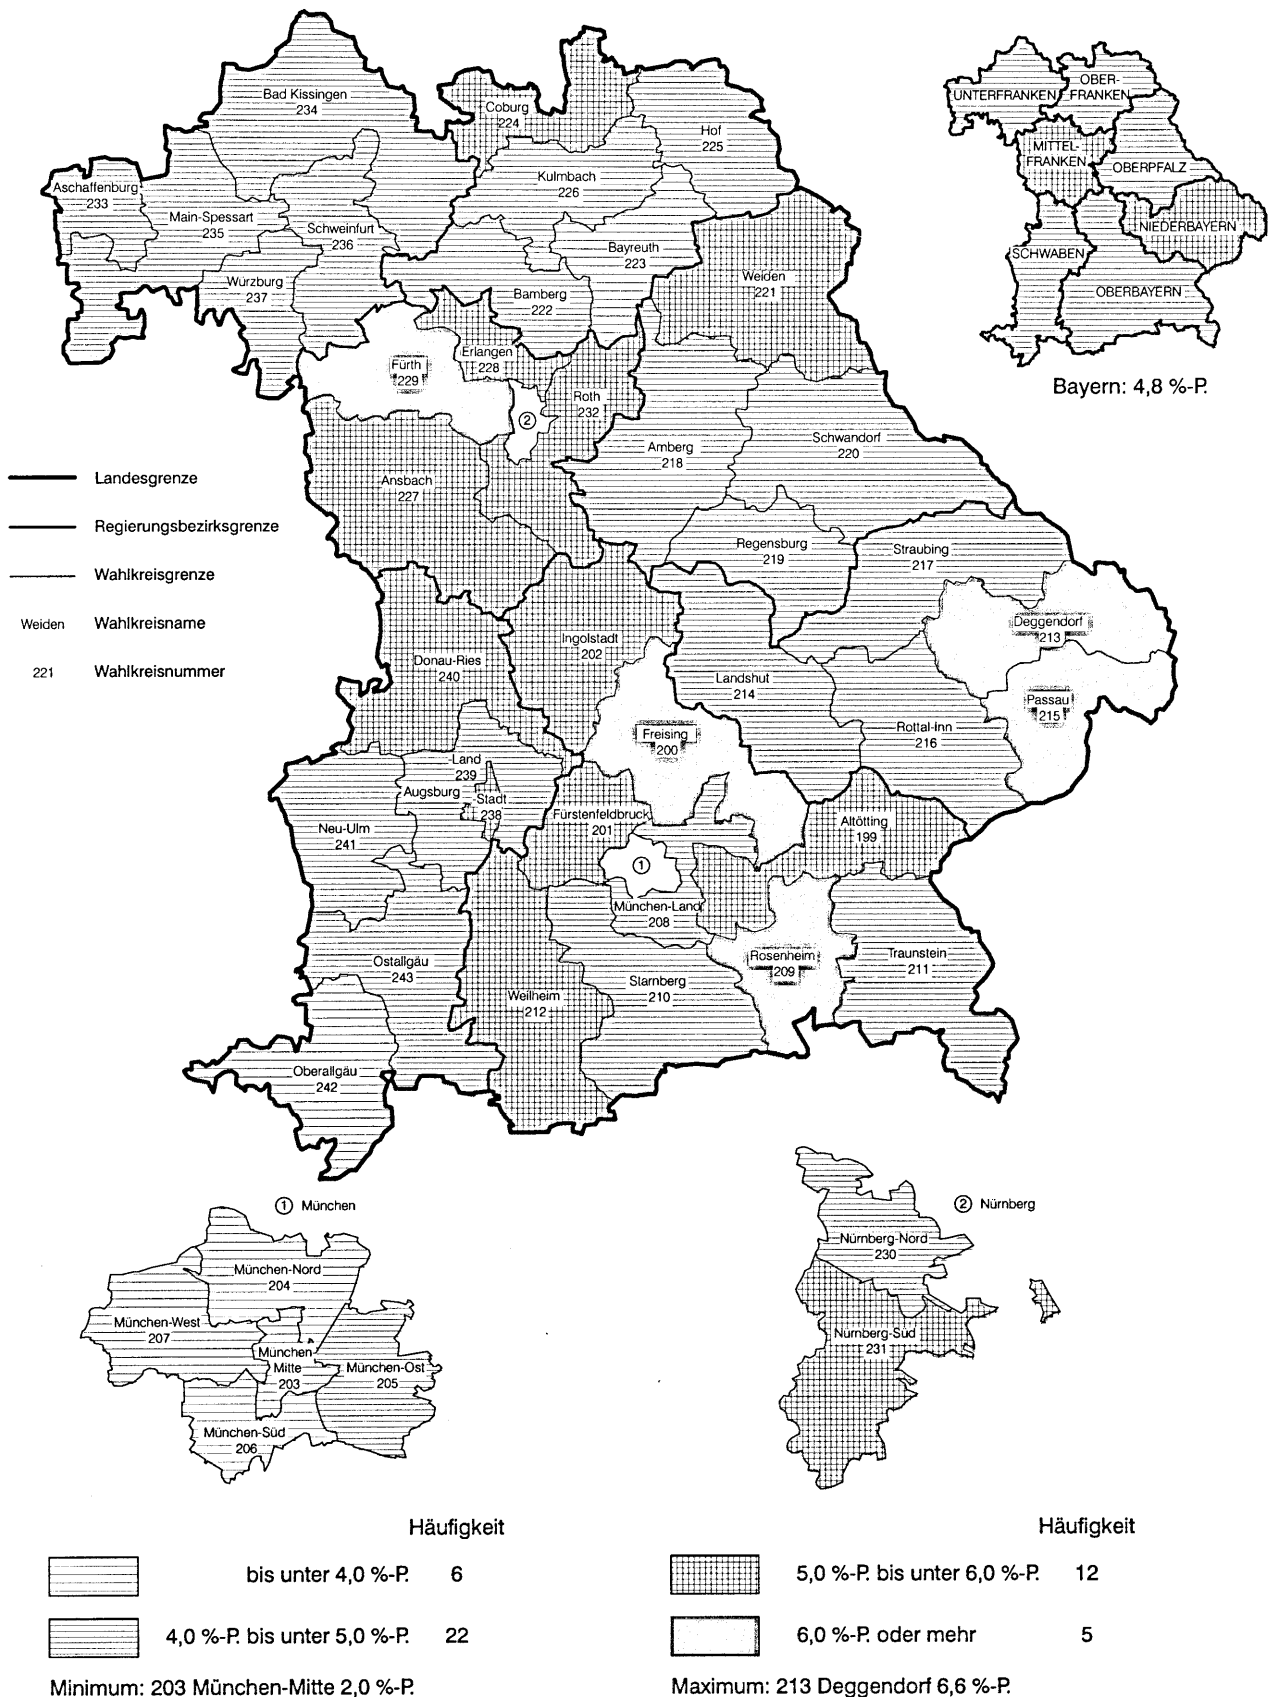 Bad Kissingen
234
Coburg
224
Hof
225
UNTERFRANKEN
OBER-
FRANKEN
MITTEL-
FRANKEN
OBERPFALZ
NIEDERBAYERN
SCHWABEN
OBERBAYERN
Bayern: 4,8 %-P.
Aschaffenburg
233
Main-Spessart
235
Schweinfurt
236
Kulmbach
226
Würzburg
237
Bayreuth
223
Bamberg
222
Weiden
221
Erlangen
228
Fürth
229
Roth
232
②
Amberg
218
Schwandorf
220
Ansbach
227
Landesgrenze
Regierungsbezirksgrenze
Wahlkreisgrenze
Weiden Wahlkreisname
221 Wahlkreisnummer
Regensburg
219
Straubing
217
Deggendorf
213
Ingolstadt
202
Donau-Ries
240
Landshut
214
Passau
215
Rottal-Inn
216
Freising
200
-Land
239
Augsburg
Stadt
238
Neu-Ulm
241
Fürstenfeldbruck
201
Altötting
199
①
München-Land
208
Rosenheim
209
Traunstein
211
Ostallgäu
243
Starnberg
210
Weilheim
212
Oberallgäu
242
① München
München-Nord
204
München-West
207
München
Mitte
203
München-Ost
205
München-Süd
206
② Nürnberg
Nürnberg-Nord
230
Nürnberg-Süd
231
Häufigkeit
bis unter 4,0 %-P. 6
4,0 %-P. bis unter 5,0 %-P. 22
Minimum: 203 München-Mitte 2,0 %-P.
Häufigkeit
5,0 %-P. bis unter 6,0 %-P. 12
6,0 %-P. oder mehr 5
Maximum: 213 Deggendorf 6,6 %-P.